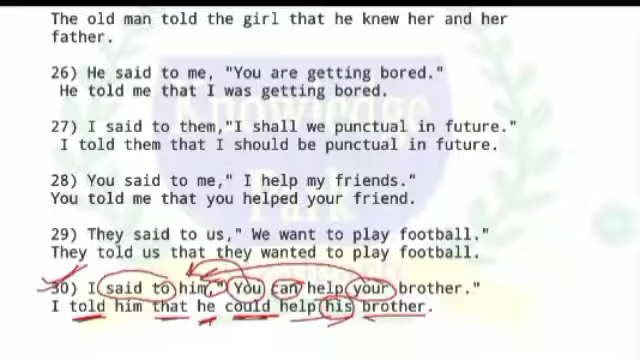 The old man told the girl that he knew her and her
father.
26) He said to me, "You are getting bored."
He told me that I was getting bored.
27) I said to them,"I shall we punctual in future."
I told them that I should be punctual in future.
28) You said to me," I help my friends."
You told me that you helped your friend.
29) They said to us," We want to play football."
They told us that they wanted to play football.
30) I said to him," You can help your brother."
I told him that he could help his brother.
Knowledge
Park